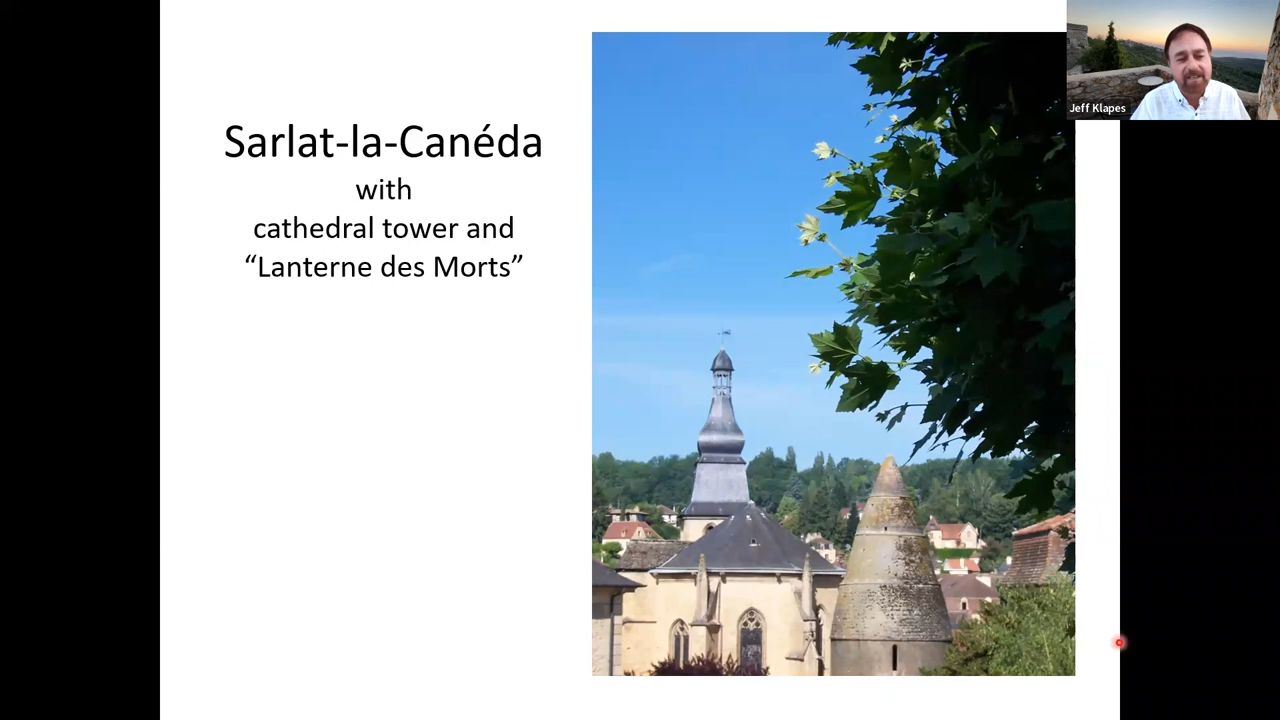 Sarlat-la-Canéda
with
cathedral tower and
“Lanterne des Morts”
Jeff Klapes